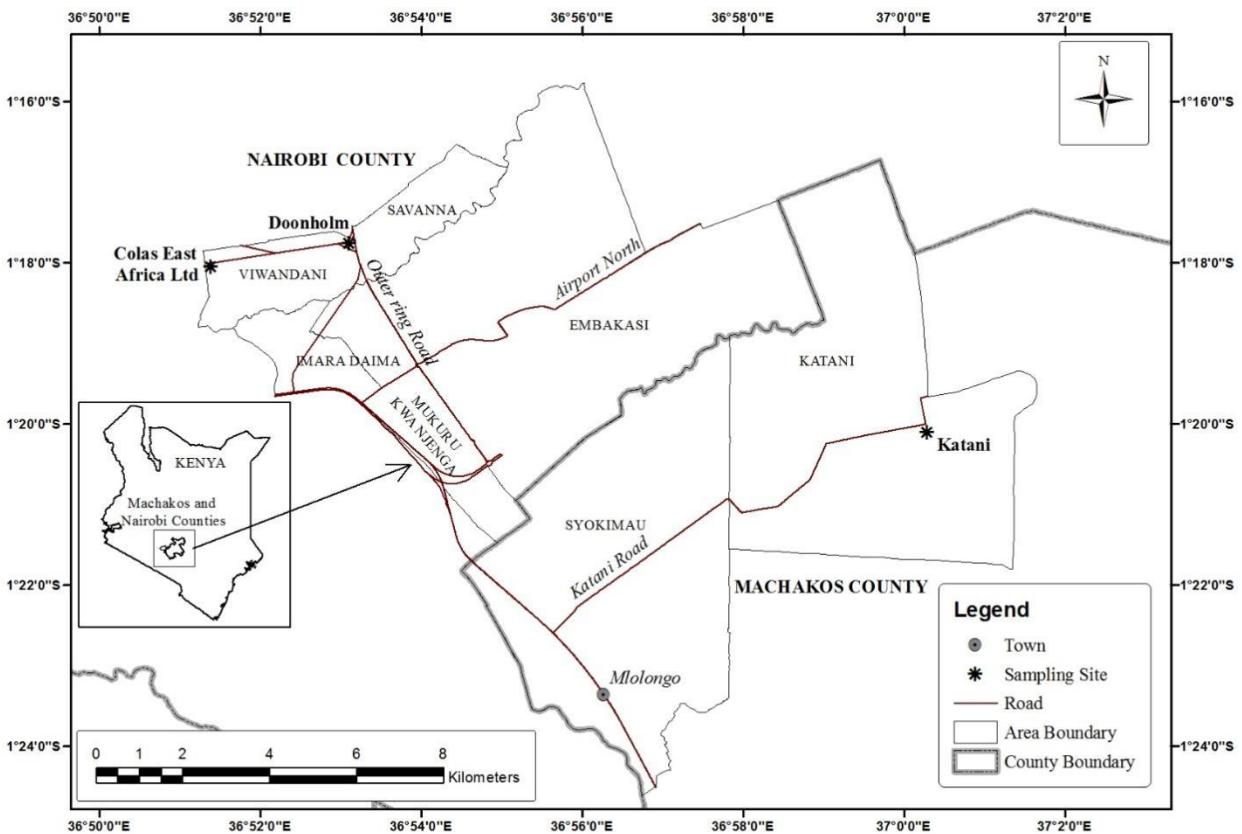 36°50'0"E
36°52'0"E
36°54'0"E
36°56'0"E
36°58'0"E
37°0'0"E
37°2'0"E
1°16'0"S
1°16'0"S
N
NAIROBI COUNTY
SAVANNA
Doonholm
Colas East
Africa Ltd
VIWANDANI
1°18'0"S
1°18'0"S
Outer ring Road
Airport North
EMBAKASI
IMARA DAIMA
KATANI
MUKURU
KWANJENGA
1°20'0"S
1°20'0"S
Katani
KENYA
Machakos and
Nairobi Counties
SYOKIMAU
Katani Road
1°22'0"S
1°22'0"S
MACHAKOS COUNTY
Legend
Town
Sampling Site
Road
Area Boundary
County Boundary
Mlolongo
1°24'0"S
1°24'0"S
0 1 2 4 6 8
Kilometers
36°50'0"E
36°52'0"E
36°54'0"E
36°56'0"E
36°58'0"E
37°0'0"E
37°2'0"E